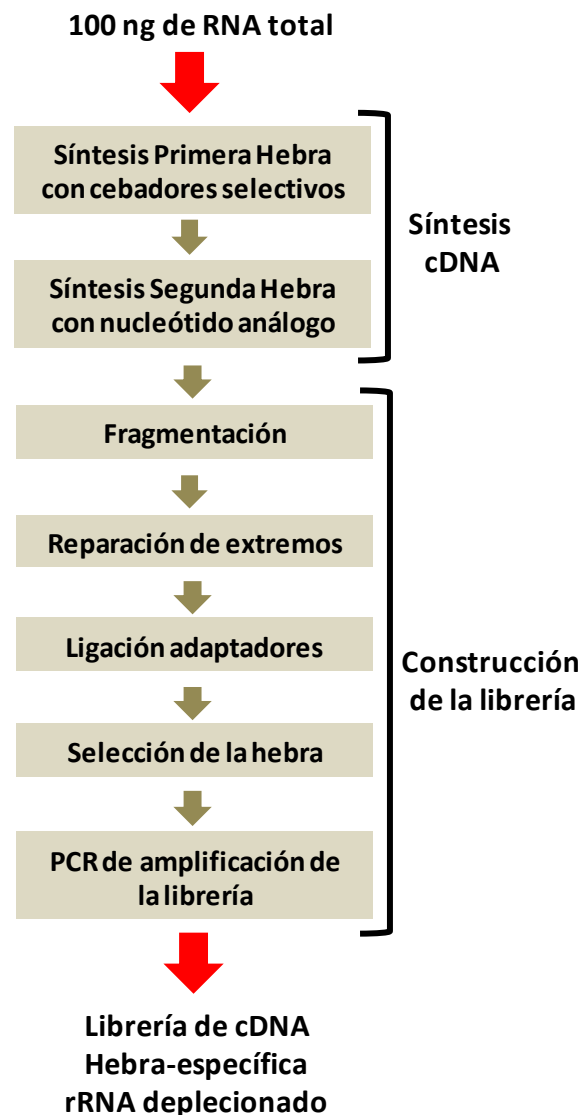 100 ng de RNA total
Síntesis Primera Hebra
con cebadores selectivos
Síntesis Segunda Hebra
con nucleótido análogo
Síntesis
cDNA
Fragmentación
Reparación de extremos
Ligación adaptadores
Selección de la hebra
PCR de amplificación de
la librería
Construcción
de la librería
Librería de cDNA
Hebra-específica
rRNA deplecionado